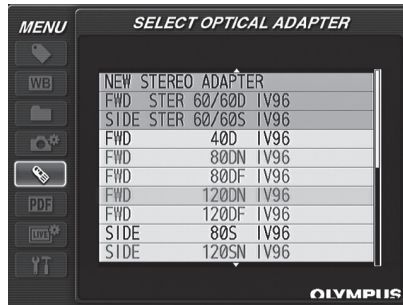 MENU
SELECT OPTICAL ADAPTER
WB
NEW STEREO ADAPTER
FWD STER 60/60D IV96
SIDE STER 60/60S IV96
FWD 40D IV96
FWD 80DN IV96
FWD 80DF IV96
PDF
FWD 120DN IV96
FWD 120DF IV96
LIVE
SIDE 80S IV96
SIDE 120SN IV96
OLYMPUS